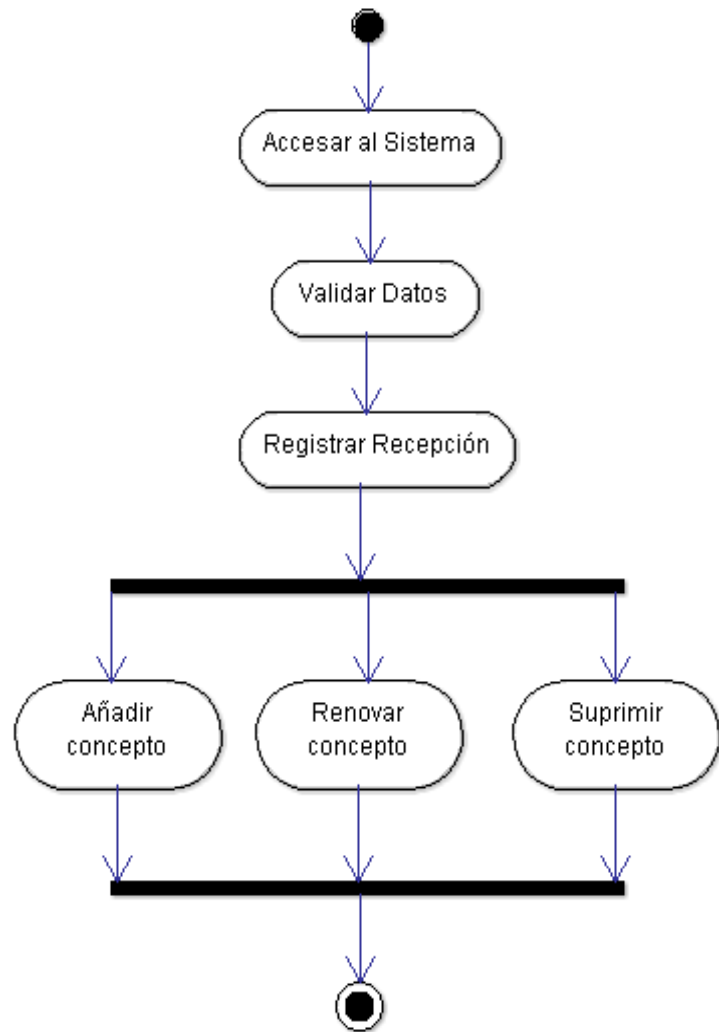 Accesar al Sistema
Validar Datos
Registrar Recepción
Añadir
concepto
Renovar
concepto
Suprimir
concepto